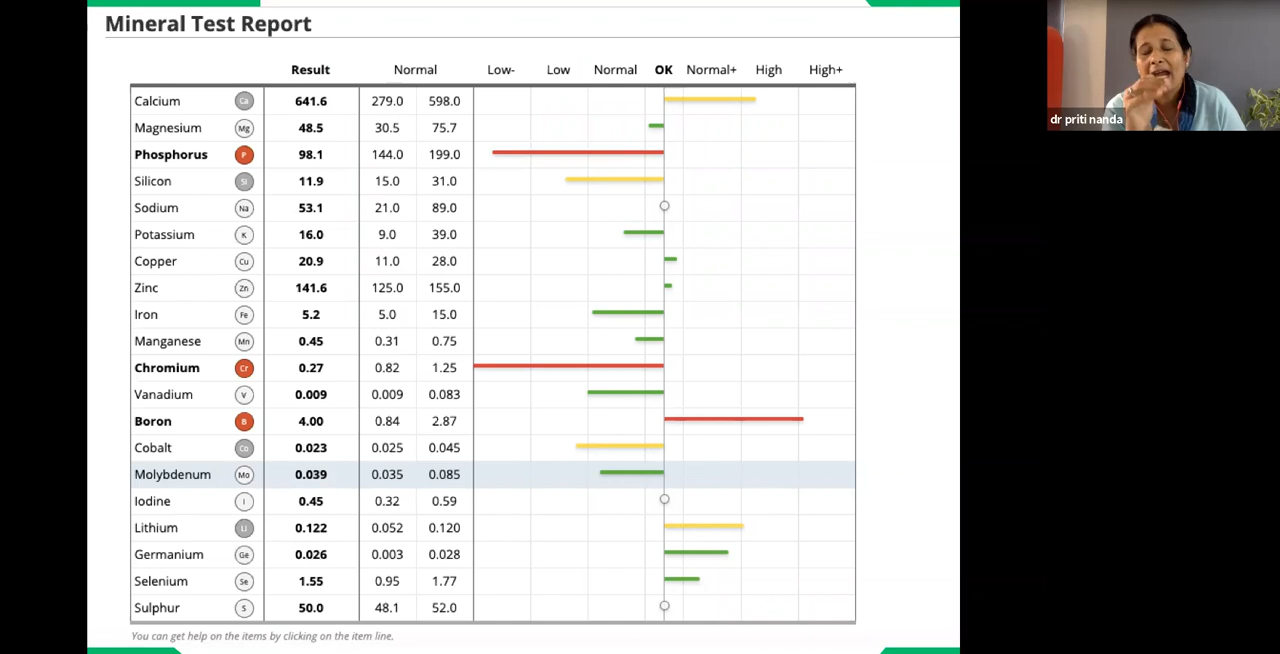 Mineral Test Report
Result Normal Low- Low Normal OK Normal+ High High+
Calcium Ca 641.6 279.0 598.0
Magnesium Mg 48.5 30.5 75.7
Phosphorus P 98.1 144.0 199.0
Silicon Si 11.9 15.0 31.0
Sodium Na 53.1 21.0 89.0
Potassium K 16.0 9.0 39.0
Copper Cu 20.9 11.0 28.0
Zinc Zn 141.6 125.0 155.0
Iron Fe 5.2 5.0 15.0
Manganese Mn 0.45 0.31 0.75
Chromium Cr 0.27 0.82 1.25
Vanadium V 0.009 0.009 0.083
Boron B 4.00 0.84 2.87
Cobalt Co 0.023 0.025 0.045
Molybdenum Mo 0.039 0.035 0.085
Iodine I 0.45 0.32 0.59
Lithium Li 0.122 0.052 0.120
Germanium Ge 0.026 0.003 0.028
Selenium Se 1.55 0.95 1.77
Sulphur S 50.0 48.1 52.0
You can get help on the items by clicking on the item line.
dr priti nanda